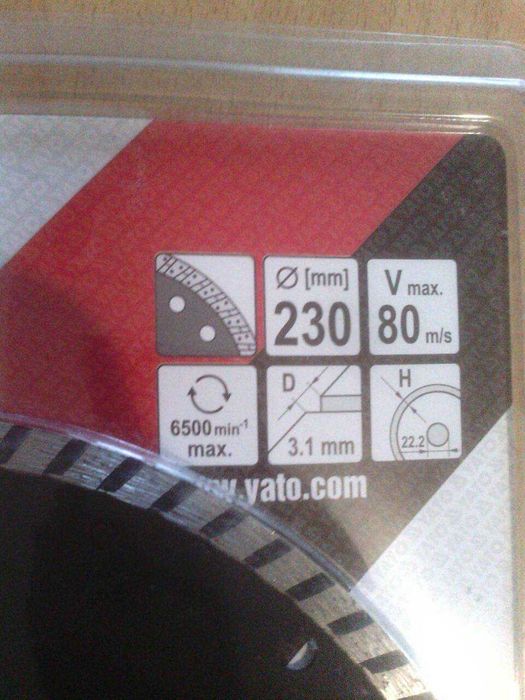 Ø [mm]
230
V max.
80 m/s
6500 min⁻¹
max.
D
3.1 mm
H
22.2
.yato.com